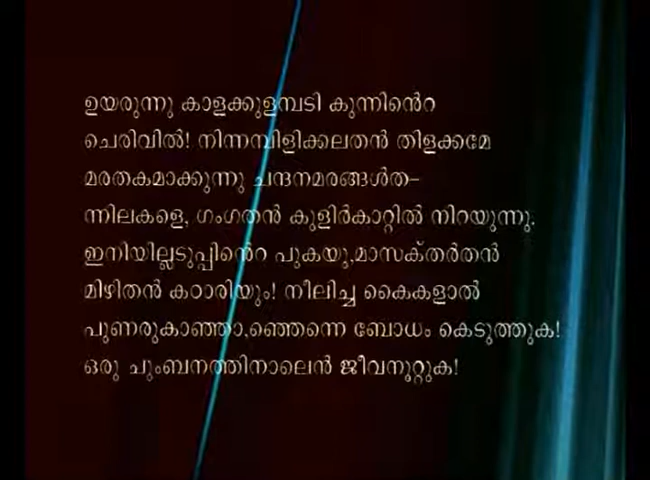 ഉയരുന്നു കാളക്കുളമ്പടി കുന്നിൻെറ
ചെരിവിൽ! നിന്നമ്പിളിക്കലതൻ തിളക്കമേ
മരതകമാക്കുന്നു ചന്ദനമരങ്ങൾത-
ന്നിലകളെ, ഗംഗതൻ കുളിർകാറ്റിൽ നിറയുന്നു.
ഇനിയില്ലടുപ്പിൻെറ പുകയു,മാസക്തർതൻ
മിഴിതൻ കഠാരിയും! നീലിച്ച കൈകളാൽ
പുണരുകാഞ്ഞാ,ഞ്ഞെന്നെ ബോധം കെടുത്തുക!
ഒരു ചുംബനത്തിനാലെൻ ജീവനൂറ്റുക!